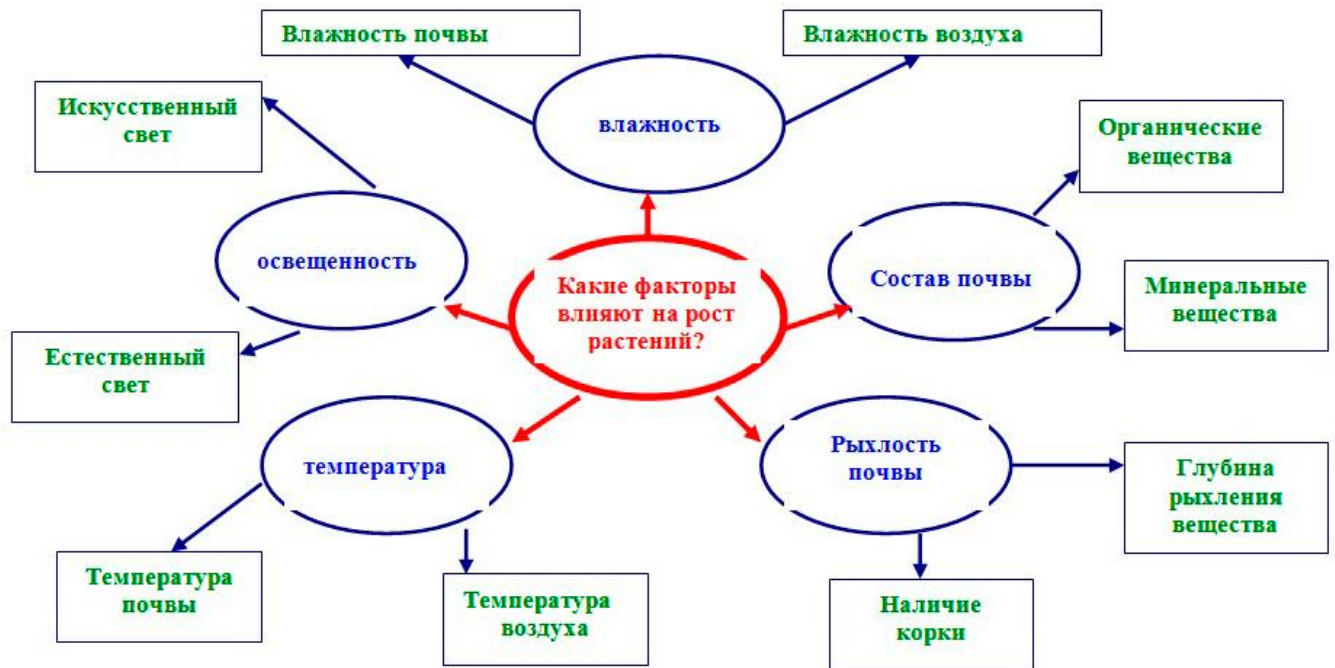 Влажность почвы
Влажность воздуха
влажность
Искусственный
свет
Органические
вещества
освещенность
Состав почвы
Какие факторы
влияют на рост
растений?
Минеральные
вещества
Естественный
свет
температура
Рыхлость
почвы
Глубина
рыхления
вещества
Температура
почвы
Температура
воздуха
Наличие
корки